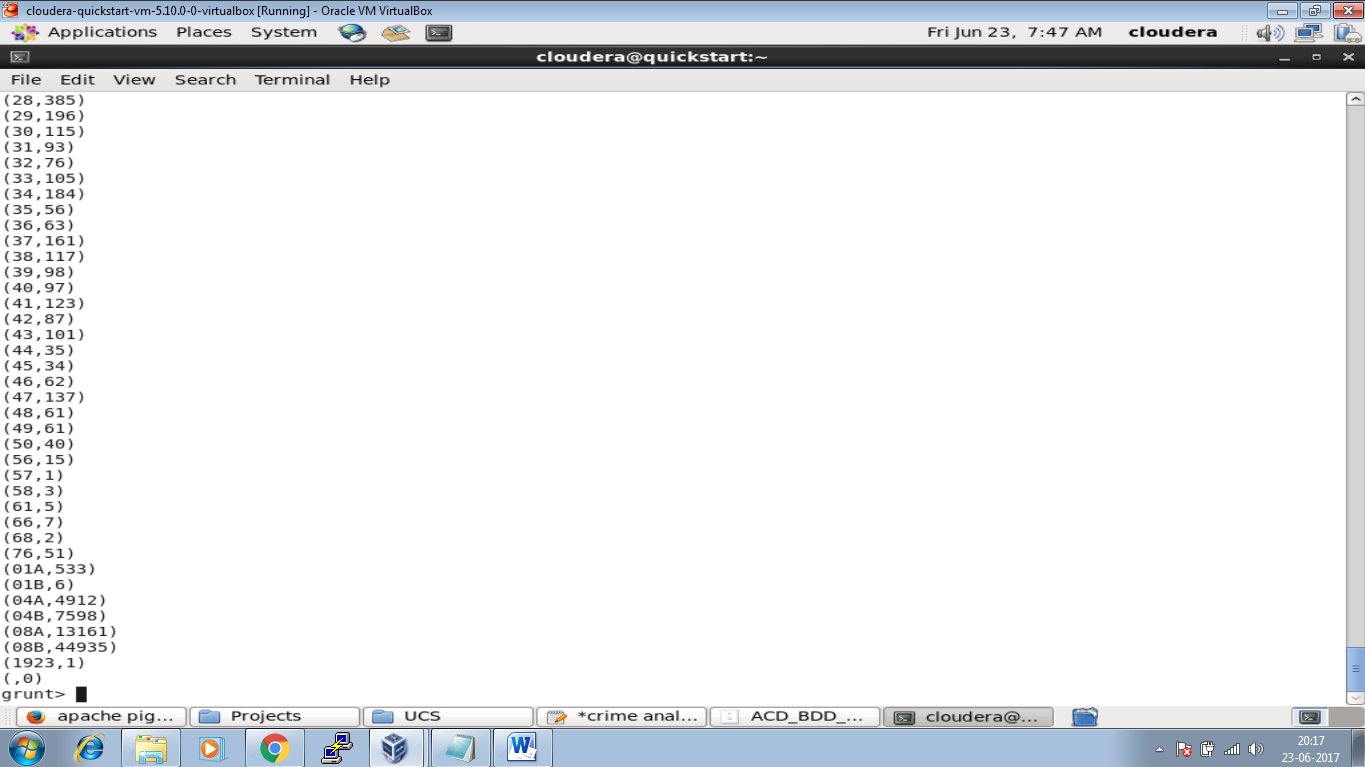 cloudera-quickstart-vm-5.10.0-0-virtualbox [Running] - Oracle VM VirtualBox
Applications Places System Fri Jun 23, 7:47 AM cloudera
cloudera@quickstart:~
File Edit View Search Terminal Help
(28,385)
(29,196)
(30,115)
(31,93)
(32,76)
(33,105)
(34,184)
(35,56)
(36,63)
(37,161)
(38,117)
(39,98)
(40,97)
(41,123)
(42,87)
(43,101)
(44,35)
(45,34)
(46,62)
(47,137)
(48,61)
(49,61)
(50,40)
(56,15)
(57,1)
(58,3)
(61,5)
(66,7)
(68,2)
(76,51)
(01A,533)
(01B,6)
(04A,4912)
(04B,7598)
(08A,13161)
(08B,44935)
(1923,1)
(,0)
grunt>
apache pig... Projects UCS *crime anal... ACD_BDD_... cloudera@...
20:17
23-06-2017